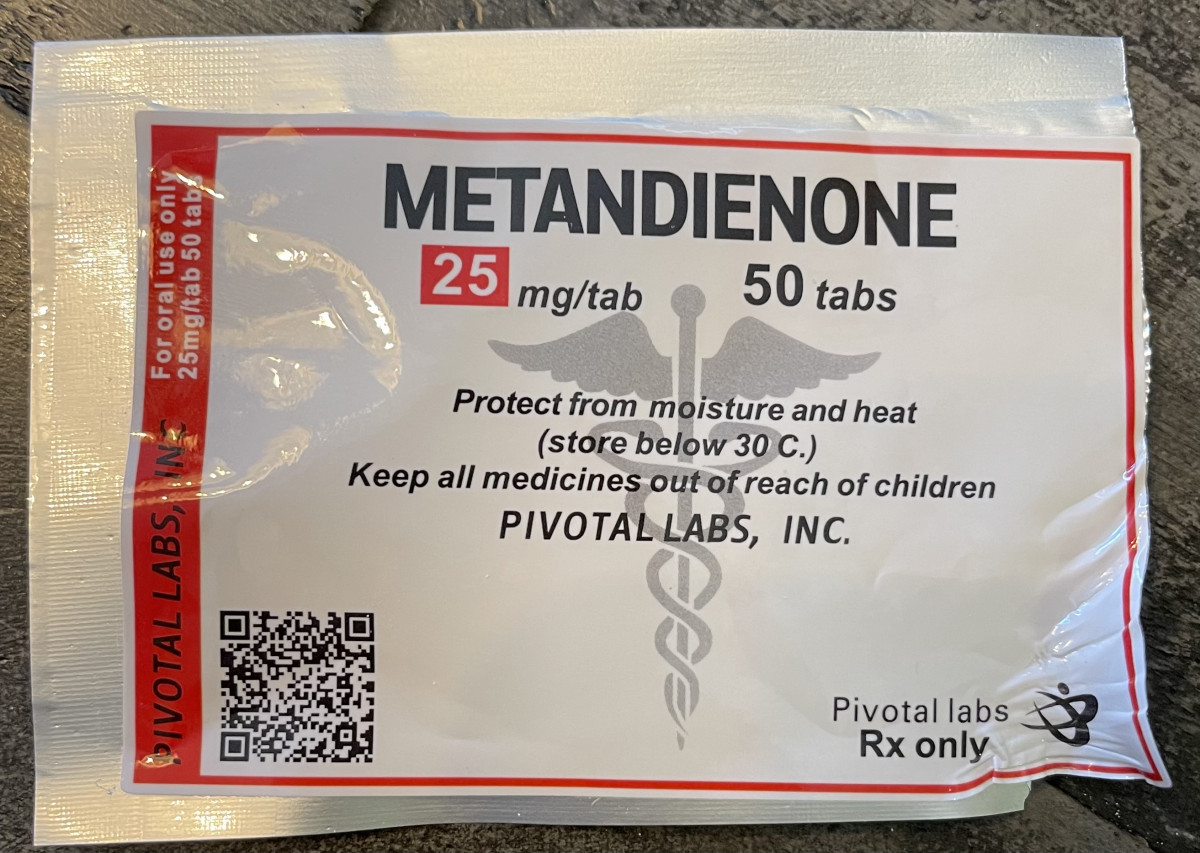 METANDIENONE
25 mg/tab 50 tabs
Protect from moisture and heat
(store below 30 C.)
Keep all medicines out of reach of children
PIVOTAL LABS, INC.
Pivotal labs
Rx only
For oral use only
25mg/tab 50 tabs
PIVOTAL LABS, INC